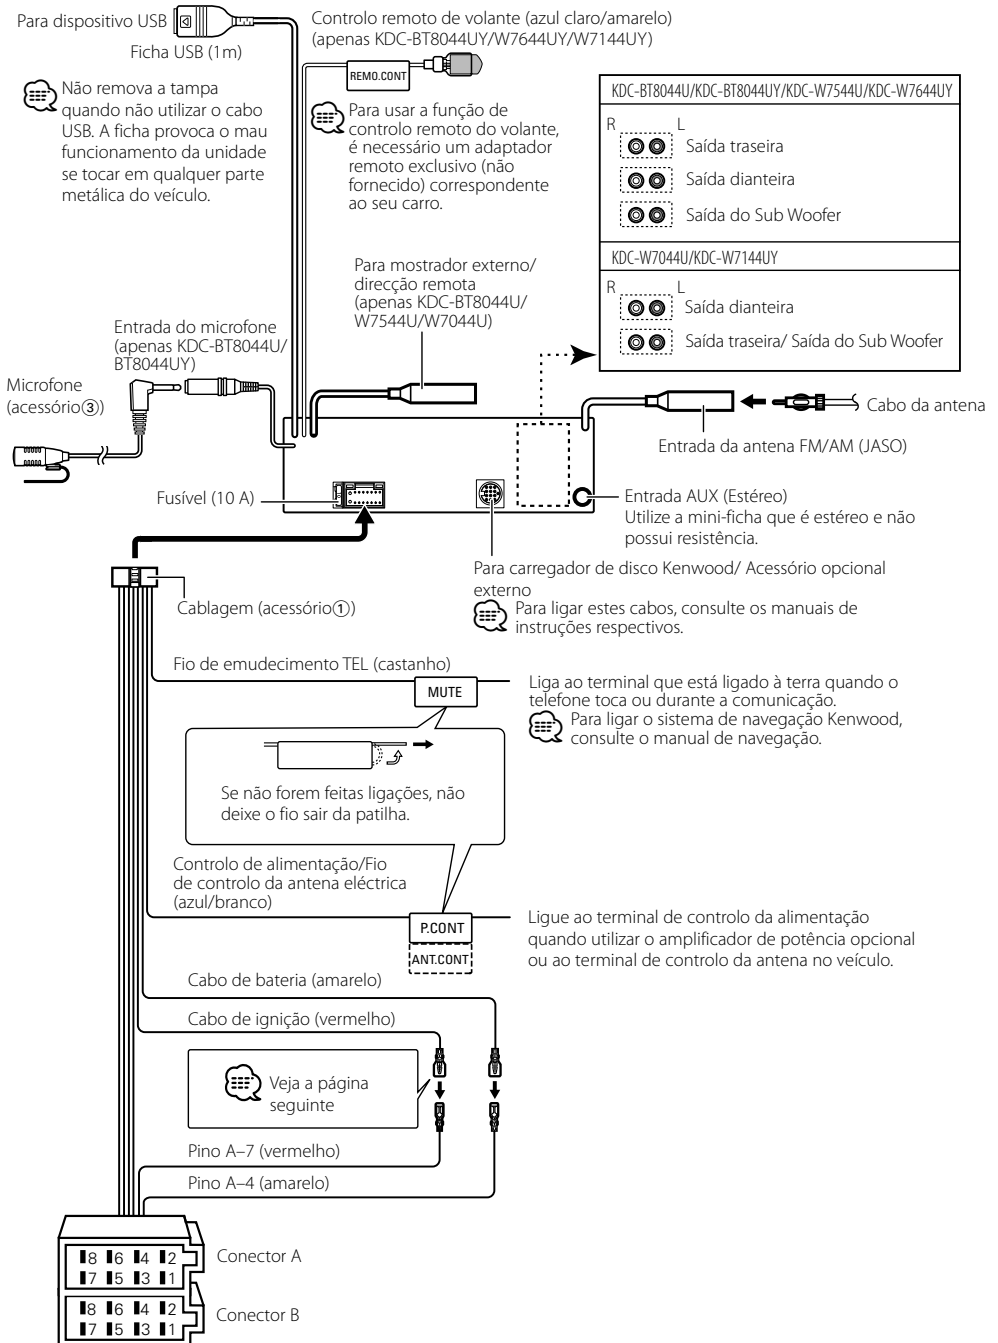 Para dispositivo USB
Ficha USB (1m)
Não remova a tampa
quando não utilizar o cabo
USB. A ficha provoca o mau
funcionamento da unidade
se tocar em qualquer parte
metálica do veículo.
Controlo remoto de volante (azul claro/amarelo)
(apenas KDC-BT8044UY/W7644UY/W7144UY)
REMO.CONT
Para usar a função de
controlo remoto do volante,
é necessário um adaptador
remoto exclusivo (não
fornecido) correspondente
ao seu carro.
KDC-BT8044U/KDC-BT8044UY/KDC-W7544U/KDC-W7644UY
R L
Saída traseira
Saída dianteira
Saída do Sub Woofer
KDC-W7044U/KDC-W7144UY
R L
Saída dianteira
Saída traseira/ Saída do Sub Woofer
Para mostrador externo/
direcção remota
(apenas KDC-BT8044U/
W7544U/W7044U)
Entrada do microfone
(apenas KDC-BT8044U/
BT8044UY)
Microfone
(acessório③)
Cabo da antena
Entrada da antena FM/AM (JASO)
Fusível (10 A)
Entrada AUX (Estéreo)
Utilize a mini-ficha que é estéreo e não
possui resistência.
Para carregador de disco Kenwood/ Acessório opcional
externo
Para ligar estes cabos, consulte os manuais de
instruções respectivos.
Cablagem (acessório①)
Fio de emudecimento TEL (castanho)
MUTE
Liga ao terminal que está ligado à terra quando o
telefone toca ou durante a comunicação.
Para ligar o sistema de navegação Kenwood,
consulte o manual de navegação.
Se não forem feitas ligações, não
deixe o fio sair da patilha.
Controlo de alimentação/Fio
de controlo da antena eléctrica
(azul/branco)
P.CONT
ANT.CONT
Ligue ao terminal de controlo da alimentação
quando utilizar o amplificador de potência opcional
ou ao terminal de controlo da antena no veículo.
Cabo de bateria (amarelo)
Cabo de ignição (vermelho)
Veja a página
seguinte
Pino A–7 (vermelho)
Pino A–4 (amarelo)
8 6 4 2
7 5 3 1
Conector A
8 6 4 2
7 5 3 1
Conector B